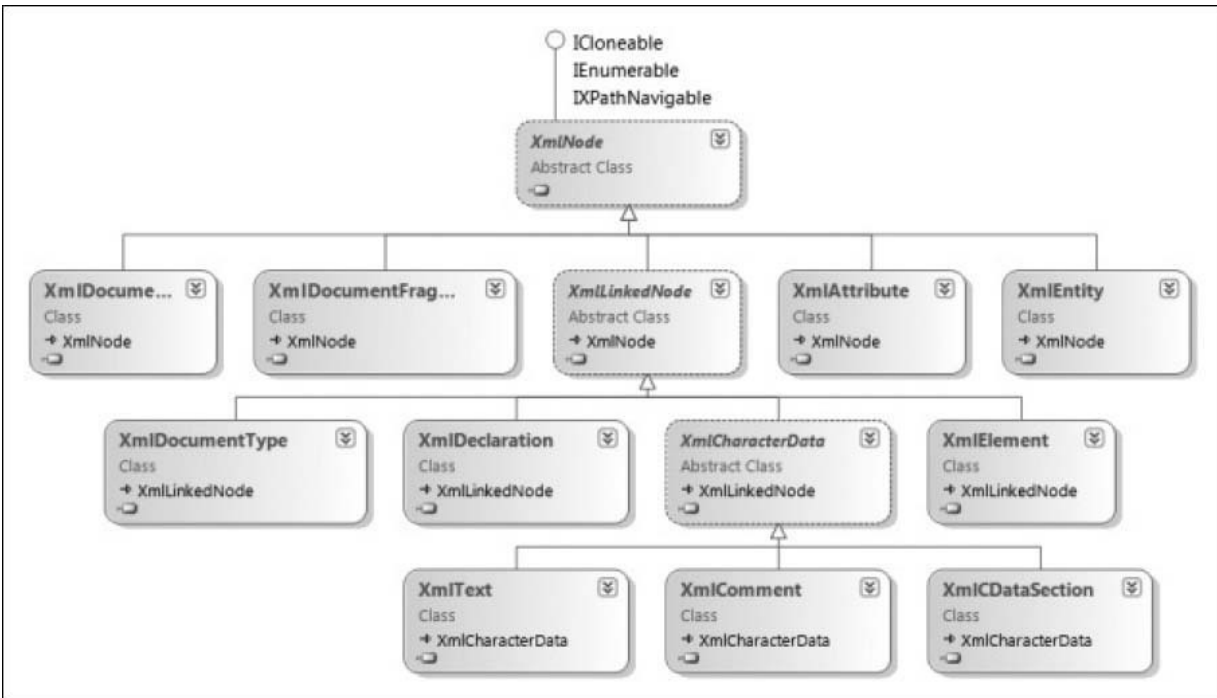 ICloneable
IEnumerable
IXPathNavigable
XmlNode
Abstract Class
XmlDocume...
Class
XmlNode
XmlDocumentFrag...
Class
XmlNode
XmlLinkedNode
Abstract Class
XmlNode
XmlAttribute
Class
XmlNode
XmlEntity
Class
XmlNode
XmlDocumentType
Class
XmlLinkedNode
XmlDeclaration
Class
XmlLinkedNode
XmlCharacterData
Abstract Class
XmlLinkedNode
XmlElement
Class
XmlLinkedNode
XmlText
Class
XmlCharacterData
XmlComment
Class
XmlCharacterData
XmlCDataSection
Class
XmlCharacterData